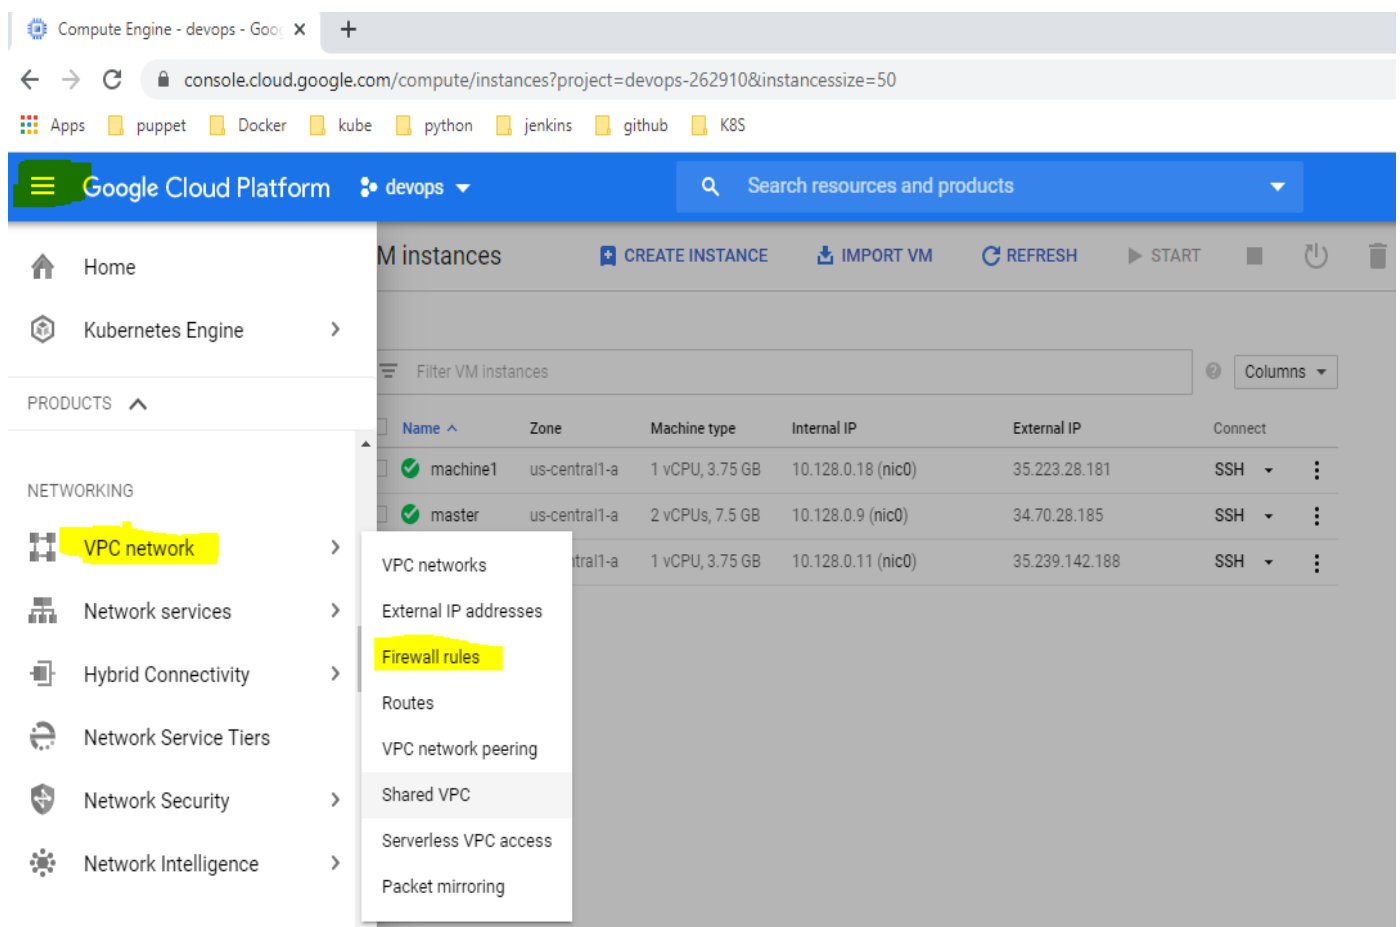 Compute Engine - devops - Goog
console.cloud.google.com/compute/instances?project=devops-262910&instancessize=50
Apps puppet Docker kube python jenkins github K8S
Google Cloud Platform devops Search resources and products
Home
Kubernetes Engine
PRODUCTS
NETWORKING
VPC network
Network services
Hybrid Connectivity
Network Service Tiers
Network Security
Network Intelligence
VPC networks
External IP addresses
Firewall rules
Routes
VPC network peering
Shared VPC
Serverless VPC access
Packet mirroring
M instances CREATE INSTANCE IMPORT VM REFRESH START
Filter VM instances Columns
Name Zone Machine type Internal IP External IP Connect
machine1 us-central1-a 1 vCPU, 3.75 GB 10.128.0.18 (nic0) 35.223.28.181 SSH
master us-central1-a 2 vCPUs, 7.5 GB 10.128.0.9 (nic0) 34.70.28.185 SSH
ntral1-a 1 vCPU, 3.75 GB 10.128.0.11 (nic0) 35.239.142.188 SSH